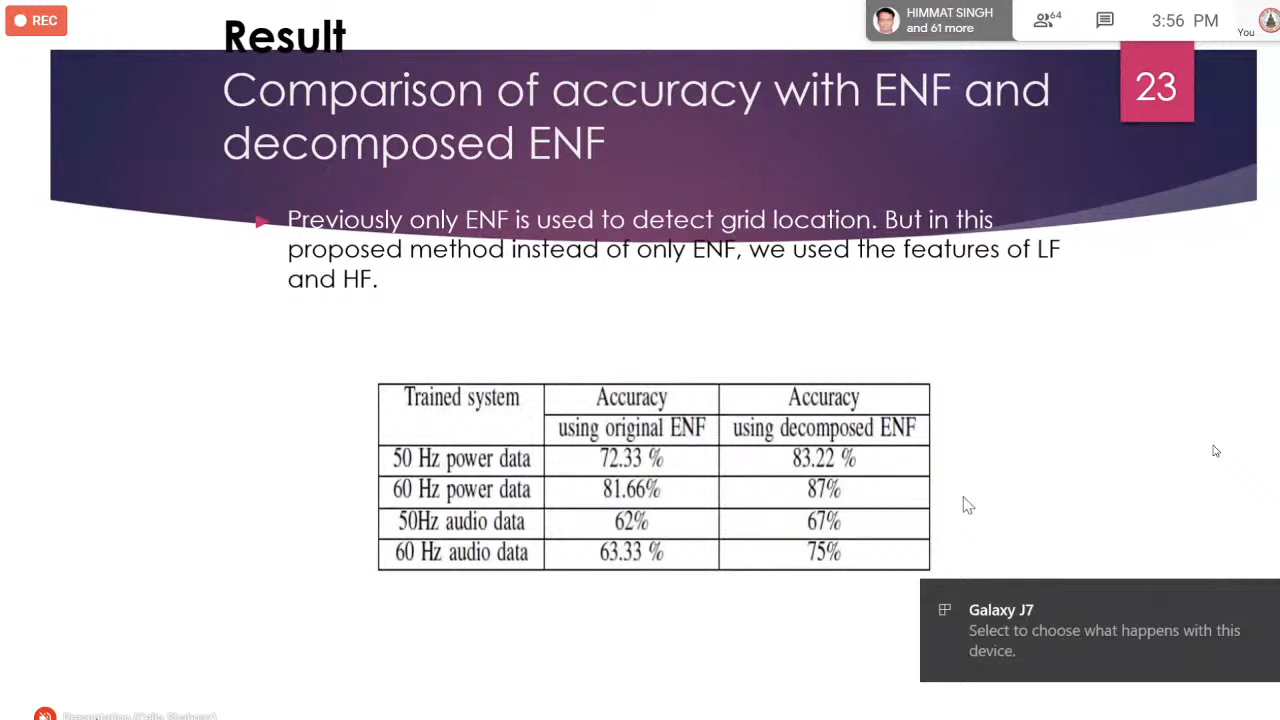 REC
HIMMAT SINGH
and 61 more
64
3:56 PM
You
Result
Comparison of accuracy with ENF and
decomposed ENF
23
Previously only ENF is used to detect grid location. But in this
proposed method instead of only ENF, we used the features of LF
and HF.
Trained system Accuracy Accuracy
using original ENF using decomposed ENF
50 Hz power data 72.33 % 83.22 %
60 Hz power data 81.66% 87%
50Hz audio data 62% 67%
60 Hz audio data 63.33 % 75%
Galaxy J7
Select to choose what happens with this
device.